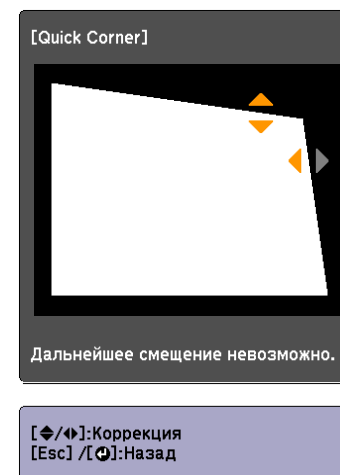 [Quick Corner]
Дальнейшее смещение невозможно.
[◆/◆]:Коррекция
[Esc] /[↵]:Назад